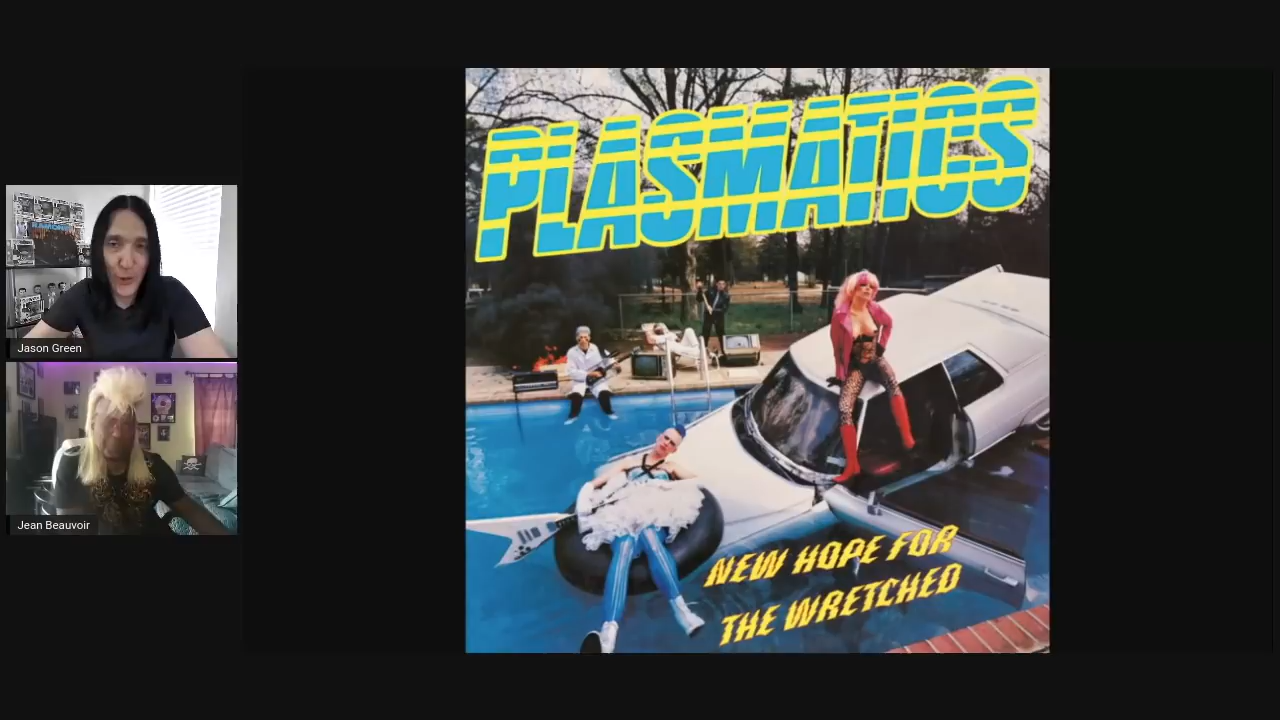 PLASMATICS
Jason Green
Jean Beauvoir
NEW HOPE FOR
THE WRETCHED